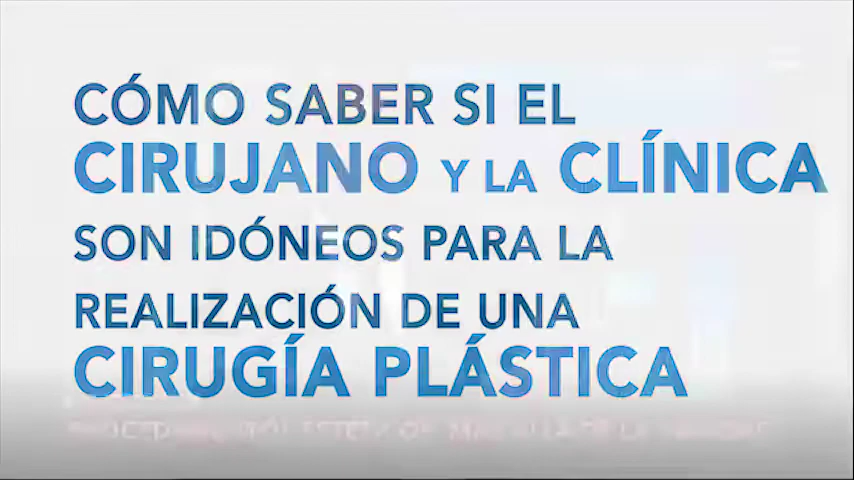 CÓMO SABER SI EL
CIRUJANO Y LA CLÍNICA
SON IDÓNEOS PARA LA
REALIZACIÓN DE UNA
CIRUGÍA PLÁSTICA